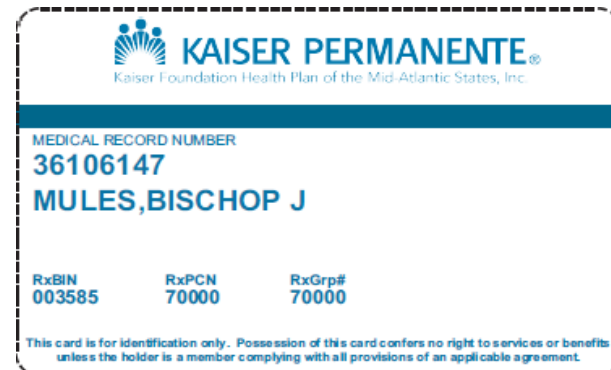 KAISER PERMANENTE®
Kaiser Foundation Health Plan of the Mid-Atlantic States, Inc.
MEDICAL RECORD NUMBER
36106147
MULES,BISCHOP J
RxBIN RxPCN RxGrp#
003585 70000 70000
This card is for identification only. Possession of this card confers no right to services or benefits
unless the holder is a member complying with all provisions of an applicable agreement.